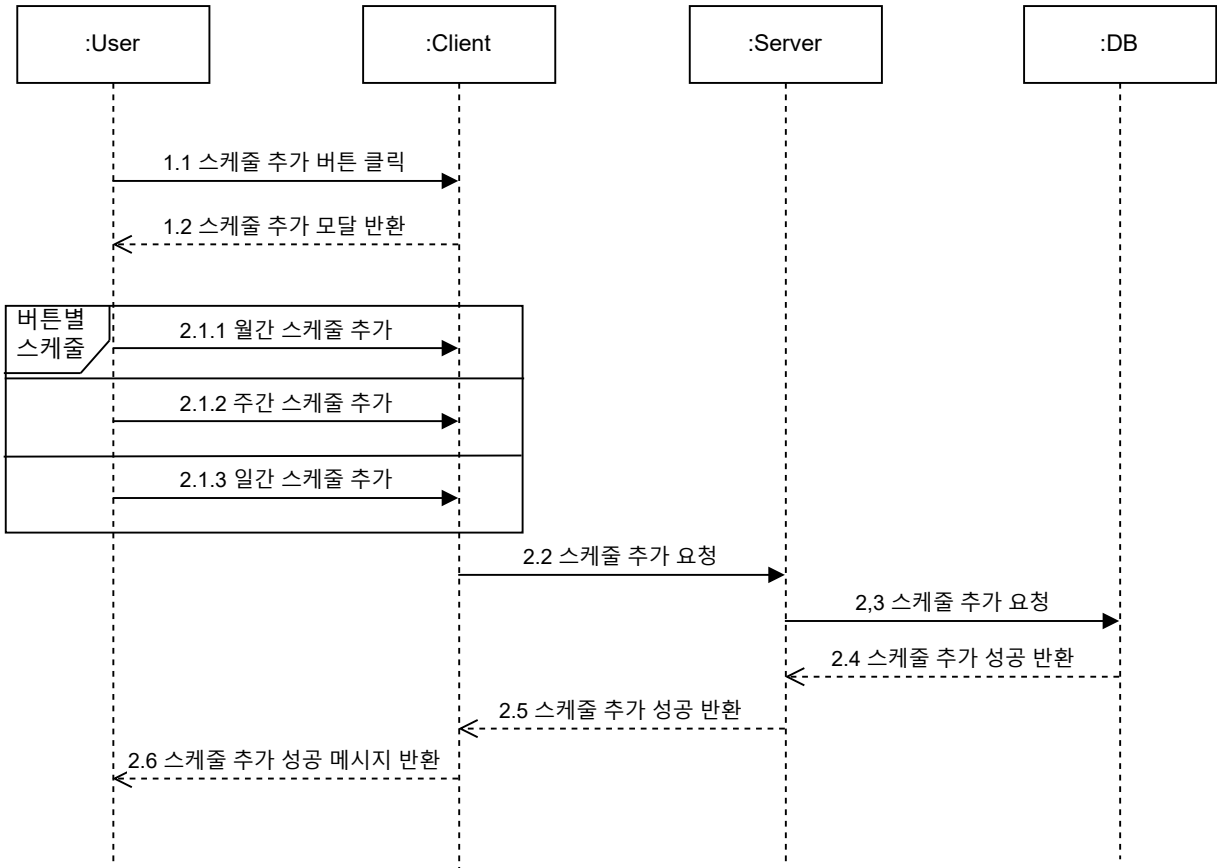 :User
:Client
:Server
:DB
1.1 스케줄 추가 버튼 클릭
1.2 스케줄 추가 모달 반환
버튼별
스케줄
2.1.1 월간 스케줄 추가
2.1.2 주간 스케줄 추가
2.1.3 일간 스케줄 추가
2.2 스케줄 추가 요청
2,3 스케줄 추가 요청
2.4 스케줄 추가 성공 반환
2.5 스케줄 추가 성공 반환
2.6 스케줄 추가 성공 메시지 반환